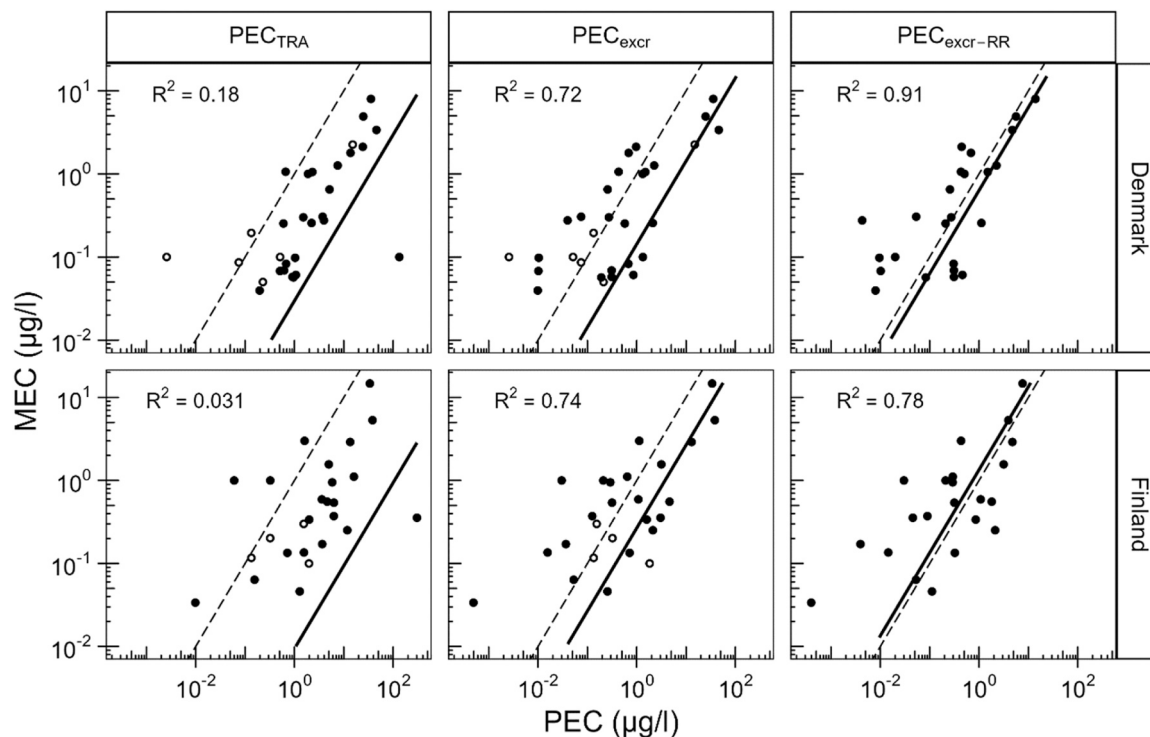 PEC_TRA PEC_excr PEC_excr−RR
R² = 0.18 R² = 0.72 R² = 0.91
10¹
10⁰
10⁻¹
10⁻²
Denmark
R² = 0.031 R² = 0.74 R² = 0.78
10¹
10⁰
10⁻¹
10⁻²
Finland
MEC (µg/l)
10⁻² 10⁰ 10² 10⁻² 10⁰ 10² 10⁻² 10⁰ 10²
PEC (µg/l)